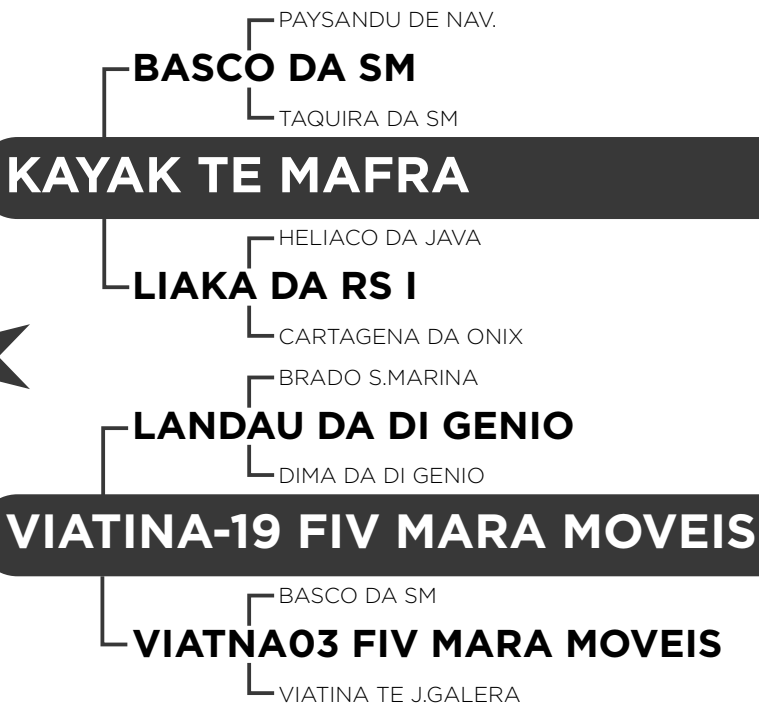 PAYSANDU DE NAV.
BASCO DA SM
TAQUIRA DA SM
KAYAK TE MAFRA
HELIACO DA JAVA
LIAKA DA RS I
CARTAGENA DA ONIX
BRADO S.MARINA
LANDAU DA DI GENIO
DIMA DA DI GENIO
VIATINA-19 FIV MARA MOVEIS
BASCO DA SM
VIATNA03 FIV MARA MOVEIS
VIATINA TE J.GALERA